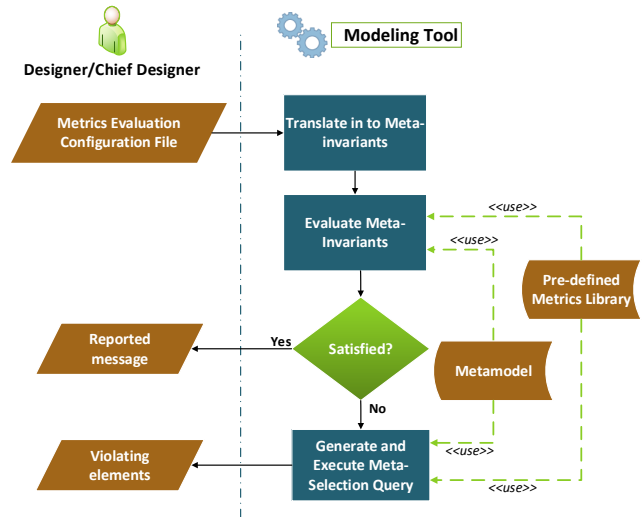 Designer/Chief Designer
Modeling Tool
Metrics Evaluation
Configuration File
Translate in to Meta-
invariants
<<use>>
Evaluate Meta-
Invariants
<<use>>
Pre-defined
Metrics Library
Reported
message
Yes
Satisfied?
Metamodel
No
Violating
elements
Generate and
Execute Meta-
Selection Query
<<use>>
<<use>>